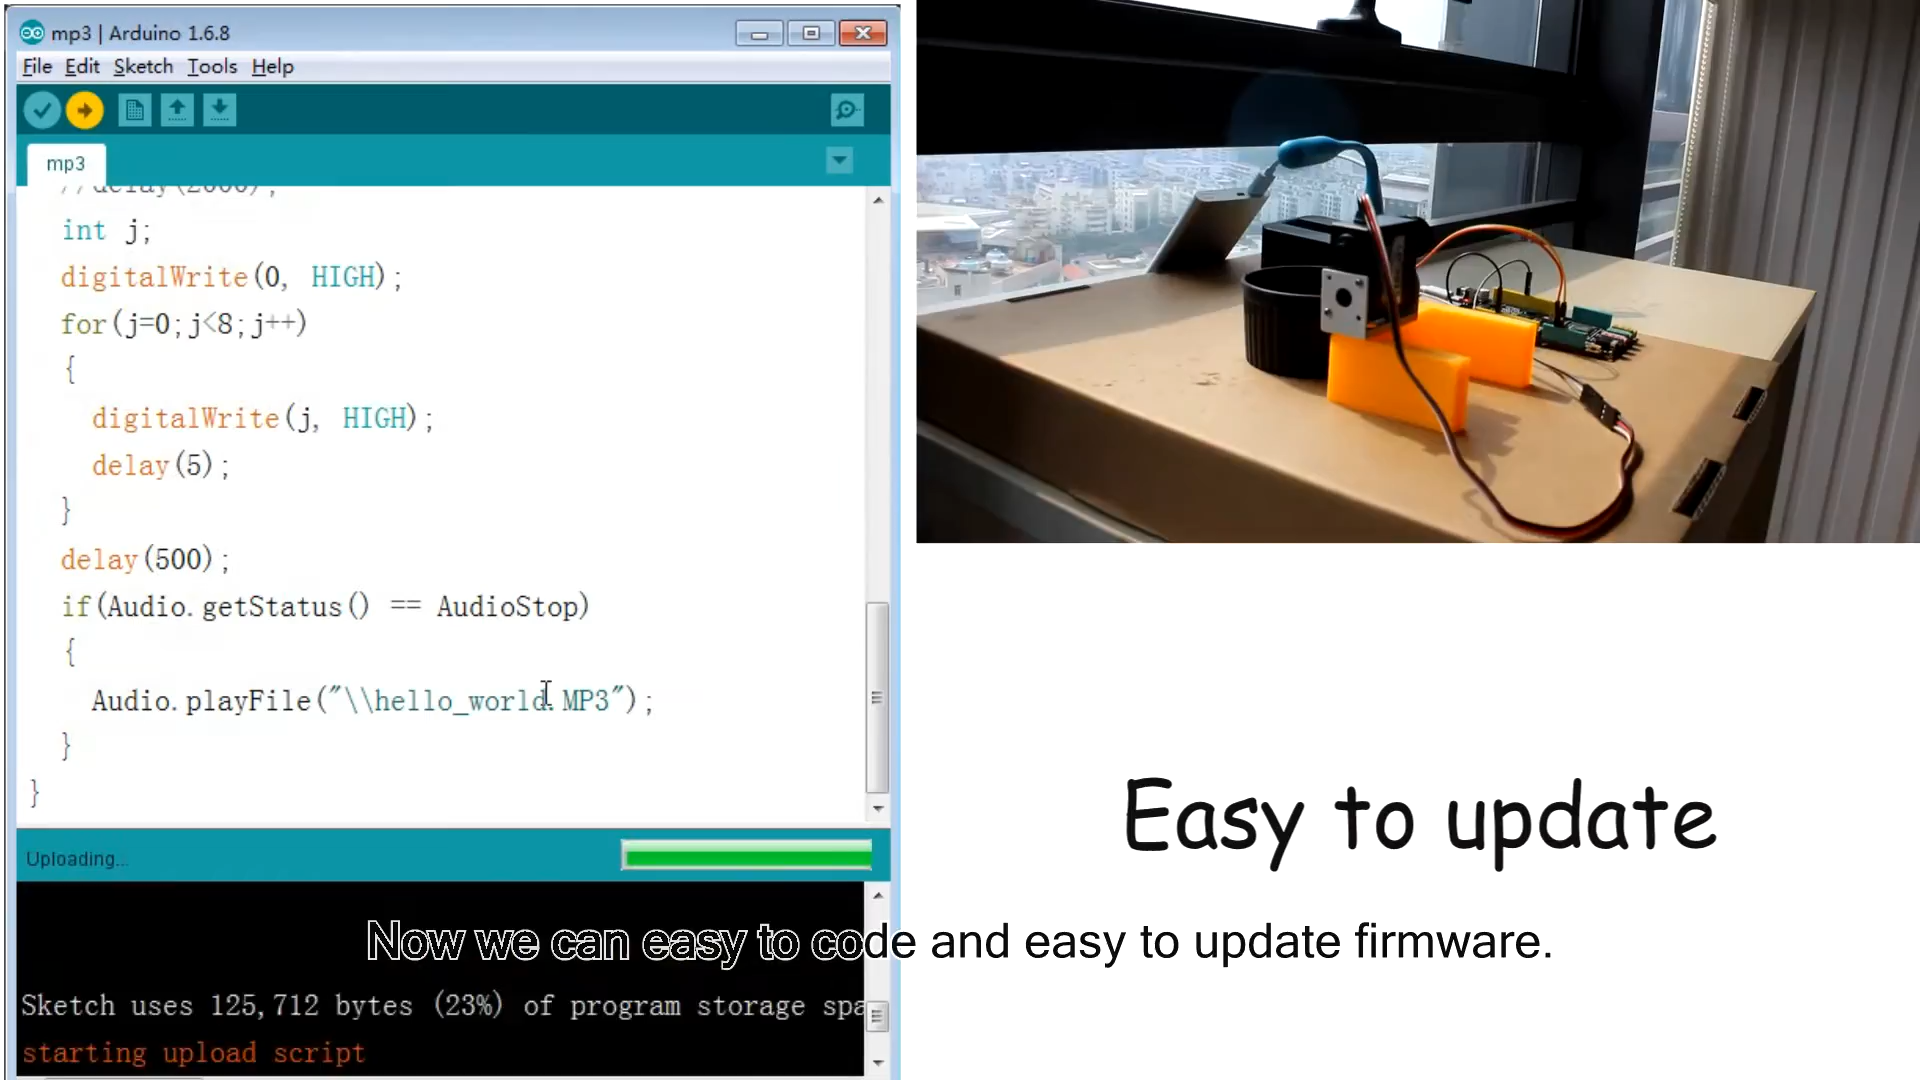 mp3 | Arduino 1.6.8
File Edit Sketch Tools Help
mp3
//delay(2000);
int j;
digitalWrite(0, HIGH);
for(j=0;j<8;j++)
{
digitalWrite(j, HIGH);
delay(5);
}
delay(500);
if(Audio.getStatus() == AudioStop)
{
Audio.playFile("\\hello_world.MP3");
}
}
Uploading...
Easy to update
Now we can easy to code and easy to update firmware.
Sketch uses 125,712 bytes (23%) of program storage spa
starting upload script